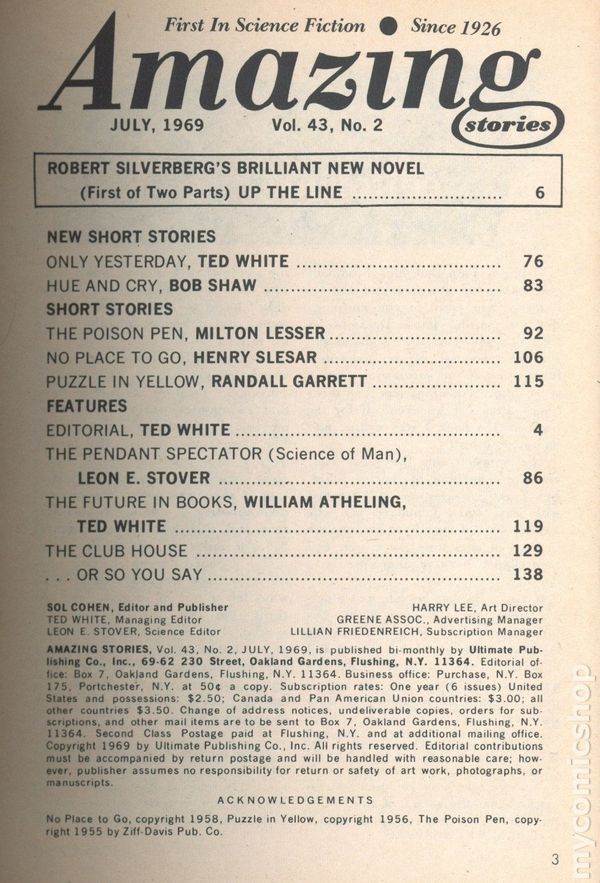 First In Science Fiction ● Since 1926
Amazing
stories
JULY, 1969 Vol. 43, No. 2
ROBERT SILVERBERG'S BRILLIANT NEW NOVEL
(First of Two Parts) UP THE LINE ............................ 6
NEW SHORT STORIES
ONLY YESTERDAY, TED WHITE .................................... 76
HUE AND CRY, BOB SHAW .......................................... 83
SHORT STORIES
THE POISON PEN, MILTON LESSER .............................. 92
NO PLACE TO GO, HENRY SLESAR ............................... 106
PUZZLE IN YELLOW, RANDALL GARRETT ....................... 115
FEATURES
EDITORIAL, TED WHITE .............................................. 4
THE PENDANT SPECTATOR (Science of Man),
LEON E. STOVER .................................................. 86
THE FUTURE IN BOOKS, WILLIAM ATHELING,
TED WHITE ........................................................ 119
THE CLUB HOUSE .................................................... 129
. . . OR SO YOU SAY .................................................. 138
SOL COHEN, Editor and Publisher HARRY LEE, Art Director
TED WHITE, Managing Editor GREENE ASSOC., Advertising Manager
LEON E. STOVER, Science Editor LILLIAN FRIEDENREICH, Subscription Manager
AMAZING STORIES, Vol. 43, No. 2, JULY, 1969, is published bi-monthly by Ultimate Pub-
lishing Co., Inc., 69-62 230 Street, Oakland Gardens, Flushing, N.Y. 11364. Editorial of-
fice: Box 7, Oakland Gardens, Flushing, N.Y. 11364. Business office: Purchase, N.Y. Box
175, Portchester, N.Y. at 50¢ a copy. Subscription rates: One year (6 issues) United
States and possessions: $2.50; Canada and Pan American Union countries: $3.00; all
other countries $3.50. Change of address notices, undeliverable copies, orders for sub-
scriptions, and other mail items are to be sent to Box 7, Oakland Gardens, Flushing, N.Y.
11364. Second Class Postage paid at Flushing, N.Y. and at additional mailing office.
Copyright 1969 by Ultimate Publishing Co., Inc. All rights reserved. Editorial contributions
must be accompanied by return postage and will be handled with reasonable care; how-
ever, publisher assumes no responsibility for return or safety of art work, photographs, or
manuscripts.
ACKNOWLEDGEMENTS
No Place to Go, copyright 1958, Puzzle in Yellow, copyright 1956, The Poison Pen, copy-
right 1955 by Ziff-Davis Pub. Co.
3
mycomicshop